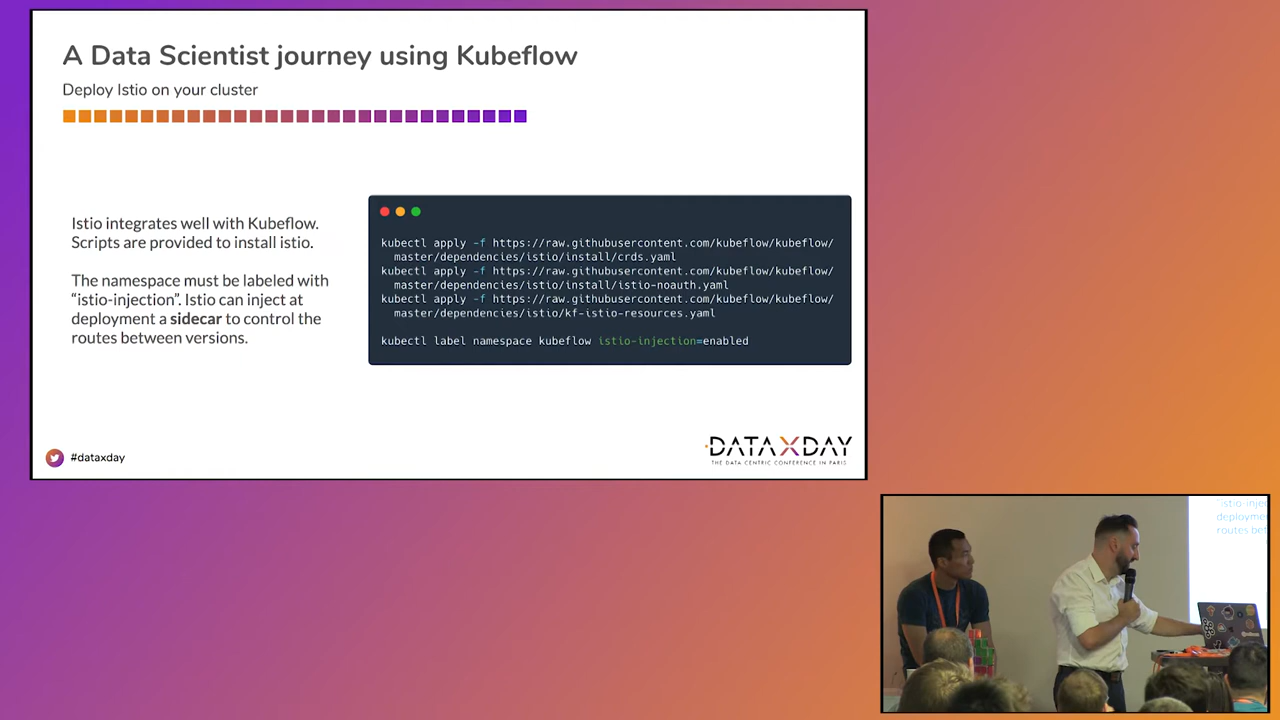 A Data Scientist journey using Kubeflow
Deploy Istio on your cluster
Istio integrates well with Kubeflow.
Scripts are provided to install istio.
The namespace must be labeled with
“istio-injection”. Istio can inject at
deployment a sidecar to control the
routes between versions.
kubectl apply -f https://raw.githubusercontent.com/kubeflow/kubeflow/
master/dependencies/istio/install/crds.yaml
kubectl apply -f https://raw.githubusercontent.com/kubeflow/kubeflow/
master/dependencies/istio/install/istio-noauth.yaml
kubectl apply -f https://raw.githubusercontent.com/kubeflow/kubeflow/
master/dependencies/istio/kf-istio-resources.yaml
kubectl label namespace kubeflow istio-injection=enabled
#dataxday
DATAXDAY
THE DATA CENTRIC CONFERENCE IN PARIS
"istio-injec
deployme
routes bet